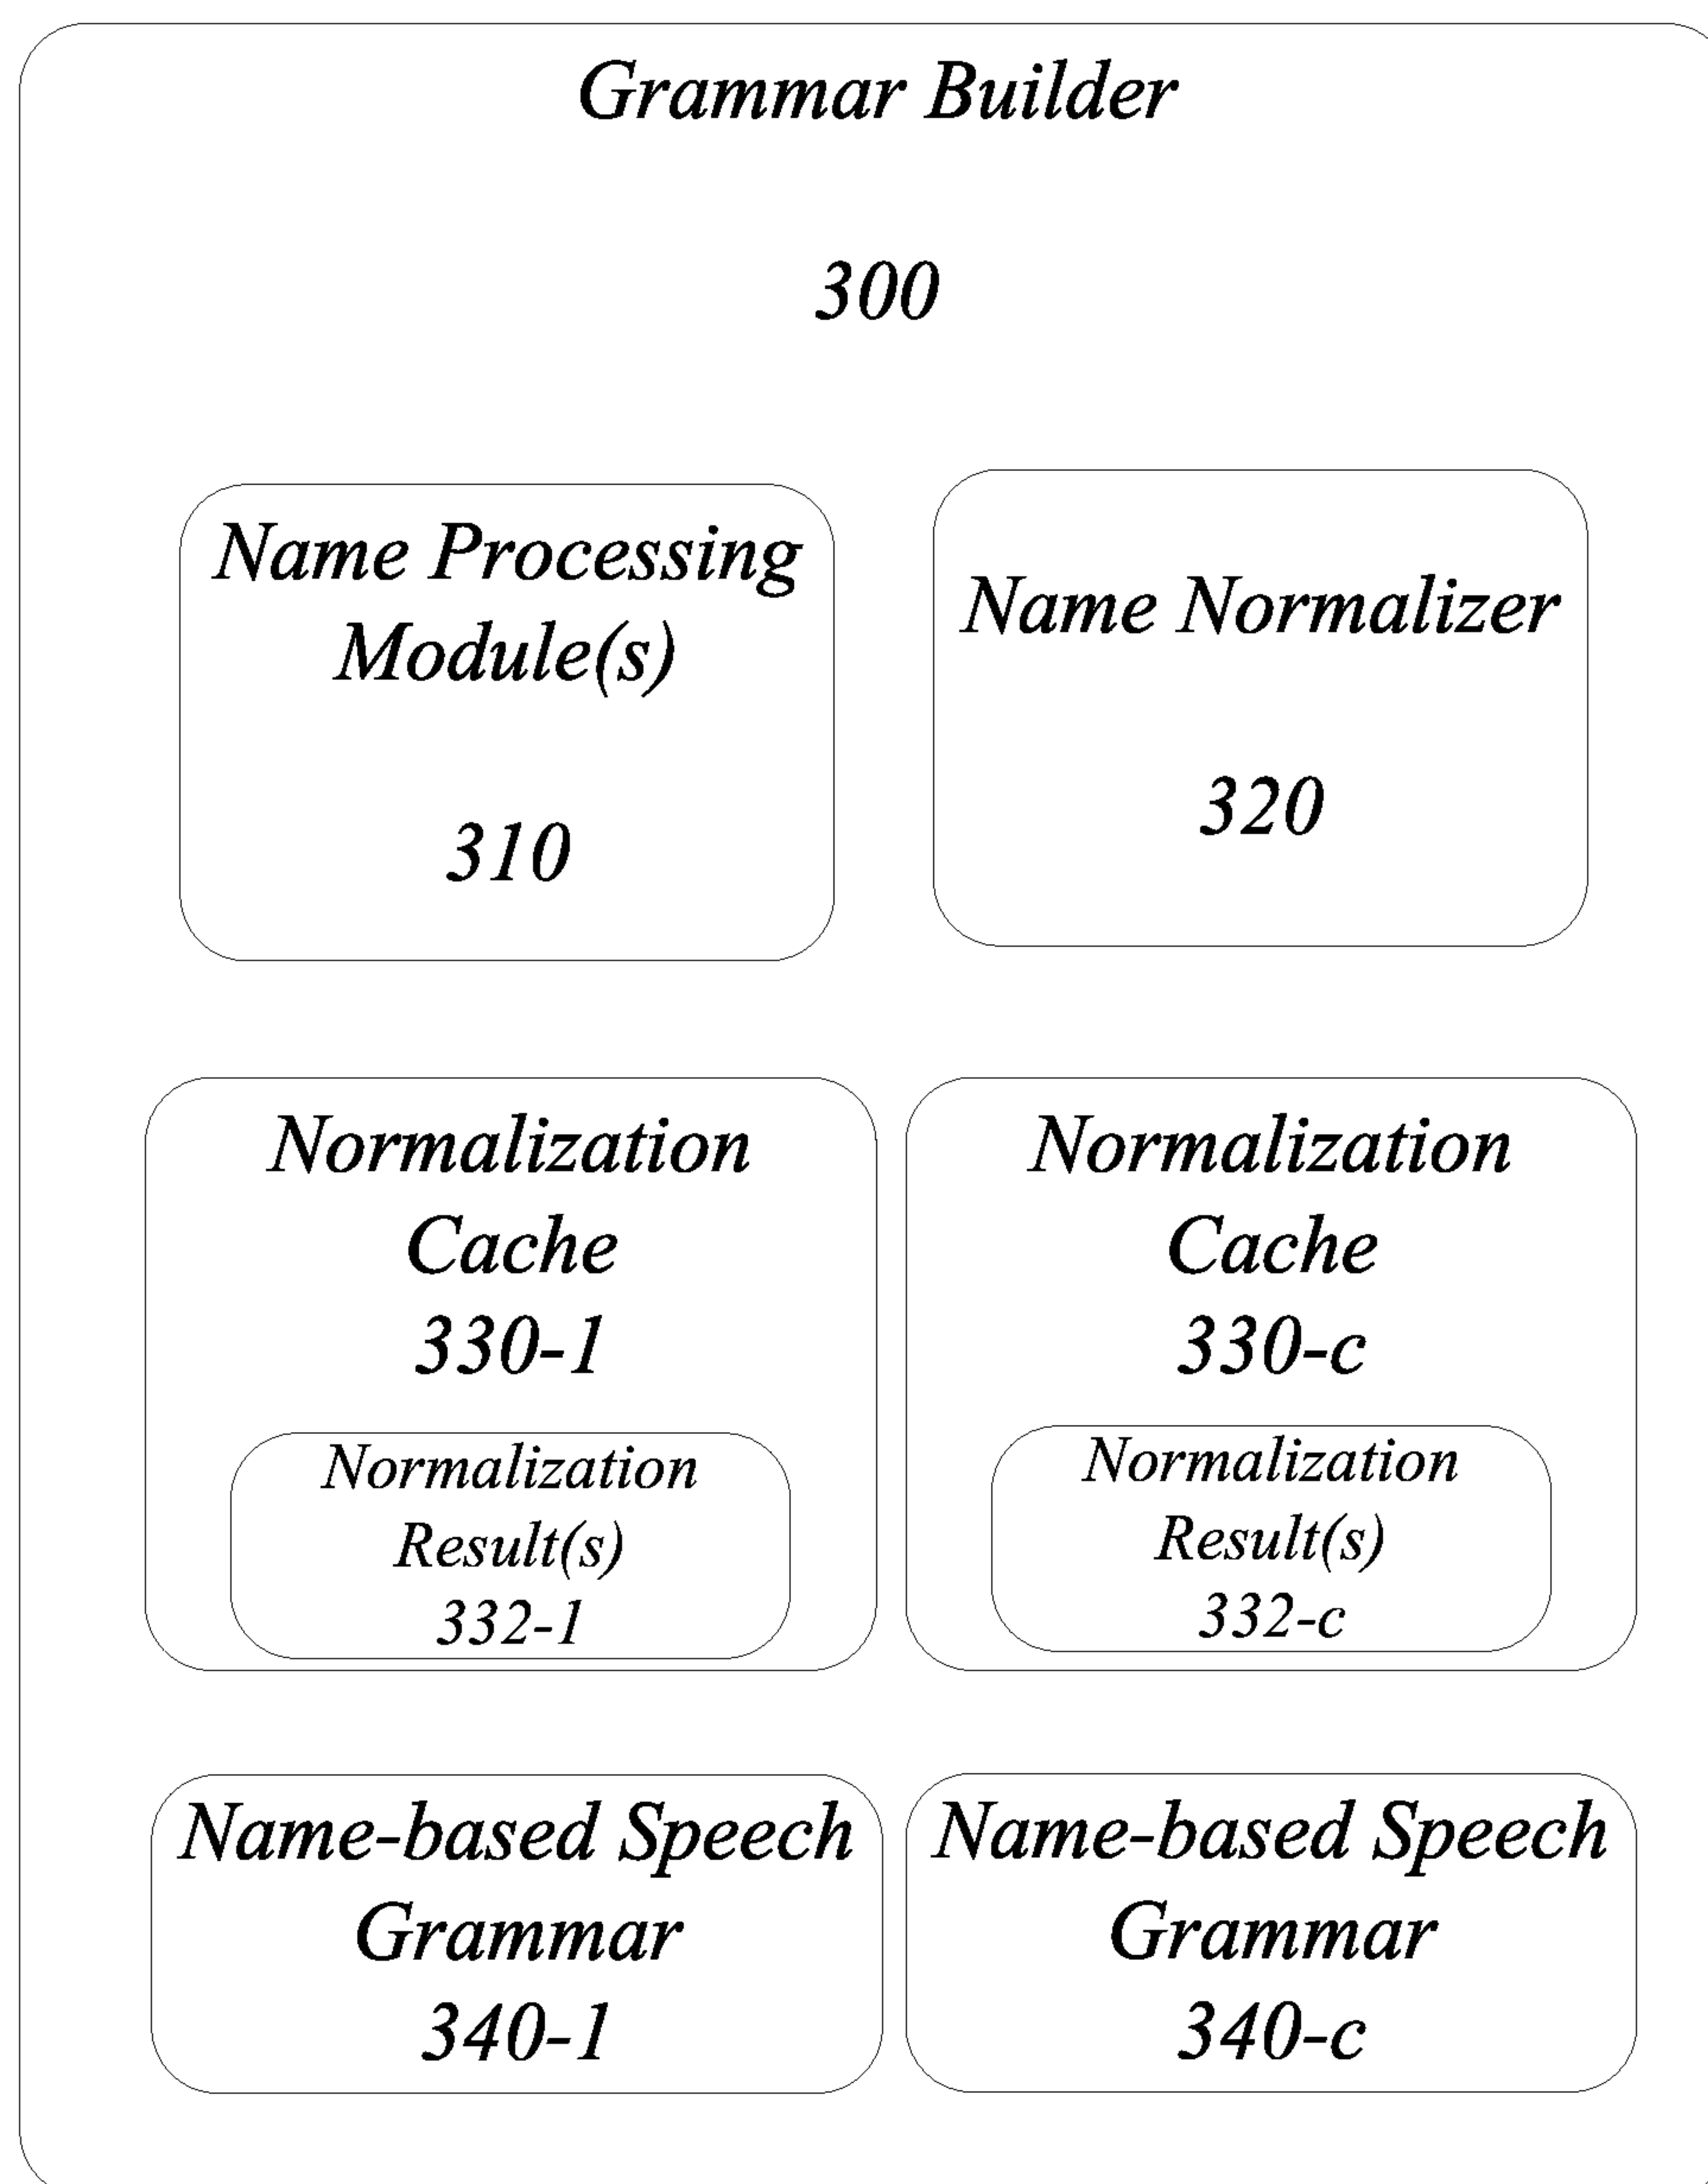 Grammar Builder
300
Name Processing
Module(s)
310
Name Normalizer
320
Normalization
Cache
330-1
Normalization
Result(s)
332-1
Normalization
Cache
330-c
Normalization
Result(s)
332-c
Name-based Speech
Grammar
340-1
Name-based Speech
Grammar
340-c